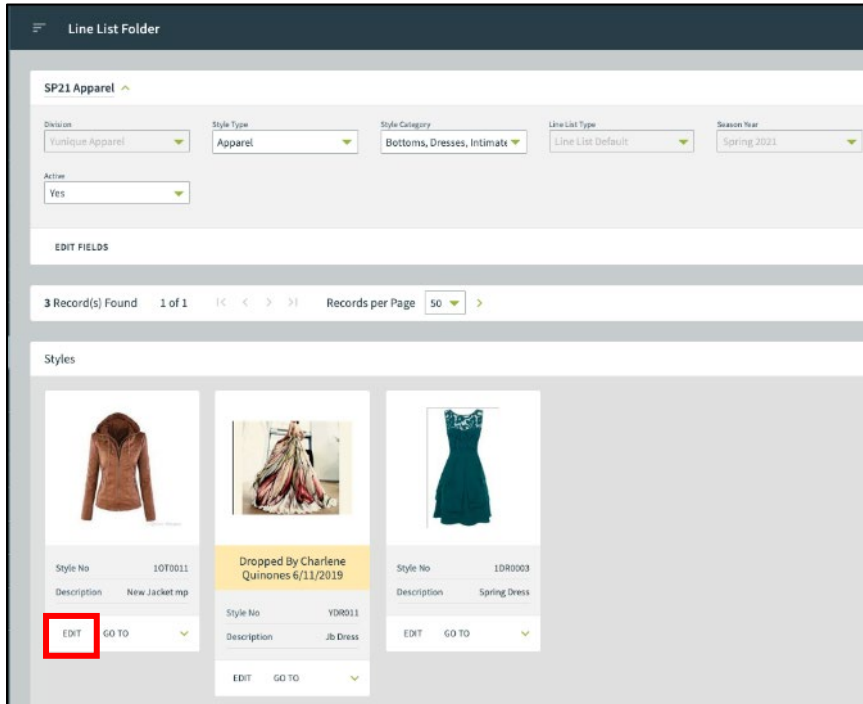 Line List Folder
SP21 Apparel
Division
Style Type
Style Category
Line List Type
Season Year
Yunique Apparel
Apparel
Bottoms, Dresses, Intimate
Line List Default
Spring 2021
Active
Yes
EDIT FIELDS
3 Record(s) Found 1 of 1 Records per Page 50
Styles
Style No 1OT0011
Description New Jacket mp
EDIT GO TO
Dropped By Charlene
Quinones 6/11/2019
Style No YDR011
Description Jb Dress
EDIT GO TO
Style No 1DR0003
Description Spring Dress
EDIT GO TO